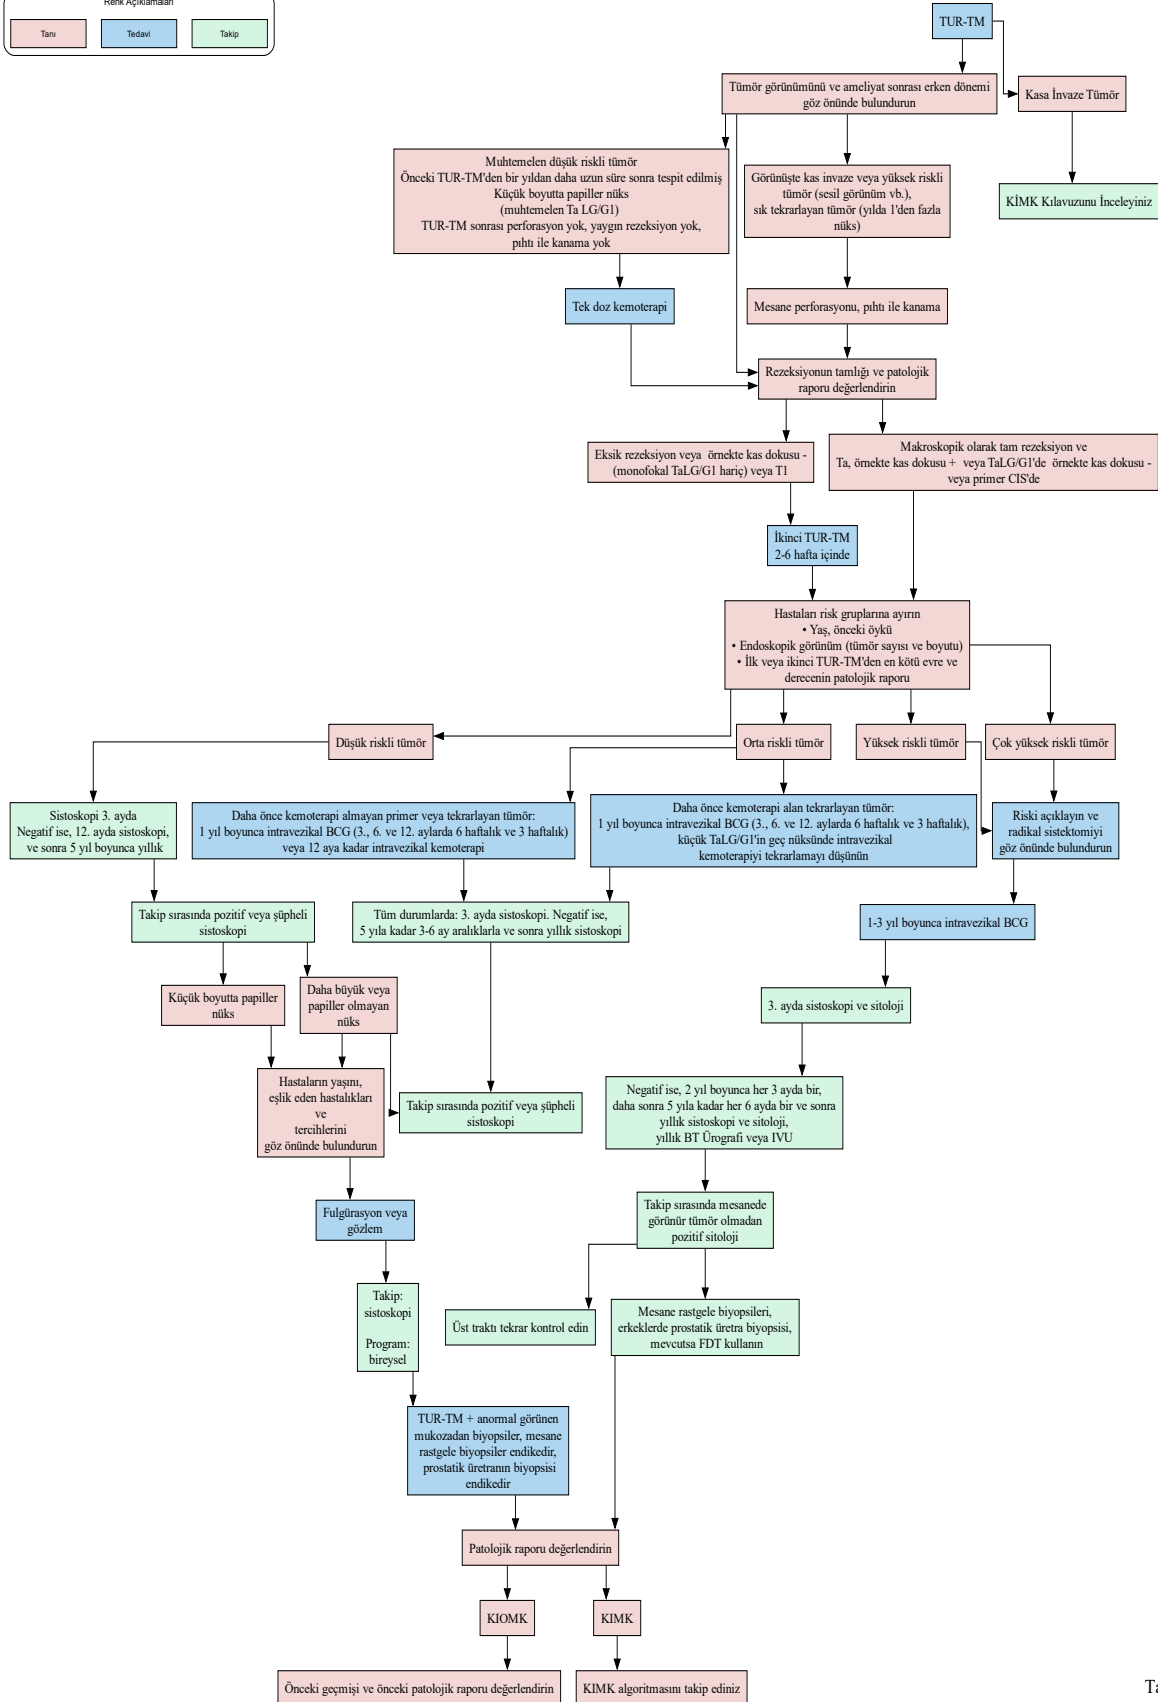 Renk Açıklamaları
Tanı
Tedavi
Takip
TUR-TM
Tümör görünümünü ve ameliyat sonrası erken dönemi
göz önünde bulundurun
Kasa İnvaze Tümör
Muhtemelen düşük riskli tümör
Önceki TUR-TM'den bir yıldan daha uzun süre sonra tespit edilmiş
Küçük boyutta papiller nüks
(muhtemelen Ta LG/G1)
TUR-TM sonrası perforasyon yok, yaygın rezeksiyon yok,
pıhtı ile kanama yok
Görünüşte kas invaze veya yüksek riskli
tümör (sesil görünüm vb.),
sık tekrarlayan tümör (yılda 1'den fazla
nüks)
KİMK Kılavuzunu İnceleyiniz
Tek doz kemoterapi
Mesane perforasyonu, pıhtı ile kanama
Rezeksiyonun tamlığı ve patolojik
raporu değerlendirin
Eksik rezeksiyon veya örnekte kas dokusu -
(monofokal TaLG/G1 hariç) veya T1
Makroskopik olarak tam rezeksiyon ve
Ta, örnekte kas dokusu + veya TaLG/G1'de örnekte kas dokusu -
veya primer CIS'de
İkinci TUR-TM
2-6 hafta içinde
Hastaları risk gruplarına ayırın
• Yaş, önceki öykü
• Endoskopik görünüm (tümör sayısı ve boyutu)
• İlk veya ikinci TUR-TM'den en kötü evre ve
derecenin patolojik raporu
Düşük riskli tümör
Orta riskli tümör
Yüksek riskli tümör
Çok yüksek riskli tümör
Sistoskopi 3. ayda
Negatif ise, 12. ayda sistoskopi,
ve sonra 5 yıl boyunca yıllık
Daha önce kemoterapi almayan primer veya tekrarlayan tümör:
1 yıl boyunca intravezikal BCG (3., 6. ve 12. aylarda 6 haftalık ve 3 haftalık)
veya 12 aya kadar intravezikal kemoterapi
Daha önce kemoterapi alan tekrarlayan tümör:
1 yıl boyunca intravezikal BCG (3., 6. ve 12. aylarda 6 haftalık ve 3 haftalık),
küçük TaLG/G1'in geç nüksünde intravezikal
kemoterapiyi tekrarlamayı düşünün
Riski açıklayın ve
radikal sistektomiyi
göz önünde bulundurun
Takip sırasında pozitif veya şüpheli
sistoskopi
Tüm durumlarda: 3. ayda sistoskopi. Negatif ise,
5 yıla kadar 3-6 ay aralıklarla ve sonra yıllık sistoskopi
1-3 yıl boyunca intravezikal BCG
Küçük boyutta papiller
nüks
Daha büyük veya
papiller olmayan
nüks
3. ayda sistoskopi ve sitoloji
Hastaların yaşını,
eşlik eden hastalıkları
ve
tercihlerini
göz önünde bulundurun
Takip sırasında pozitif veya şüpheli
sistoskopi
Negatif ise, 2 yıl boyunca her 3 ayda bir,
daha sonra 5 yıla kadar her 6 ayda bir ve sonra
yıllık sistoskopi ve sitoloji,
yıllık BT Ürografi veya IVU
Fulgürasyon veya
gözlem
Takip sırasında mesanede
görünür tümör olmadan
pozitif sitoloji
Takip:
sistoskopi
Program:
bireysel
Üst traktı tekrar kontrol edin
Mesane rastgele biyopsileri,
erkeklerde prostatik üretra biyopsisi,
mevcutsa FDT kullanın
TUR-TM + anormal görünen
mukozadan biyopsiler, mesane
rastgele biyopsiler endikedir,
prostatik üretranın biyopsisi
endikedir
Patolojik raporu değerlendirin
KIOMK
KIMK
Önceki geçmişi ve önceki patolojik raporu değerlendirin
KIMK algoritmasını takip ediniz